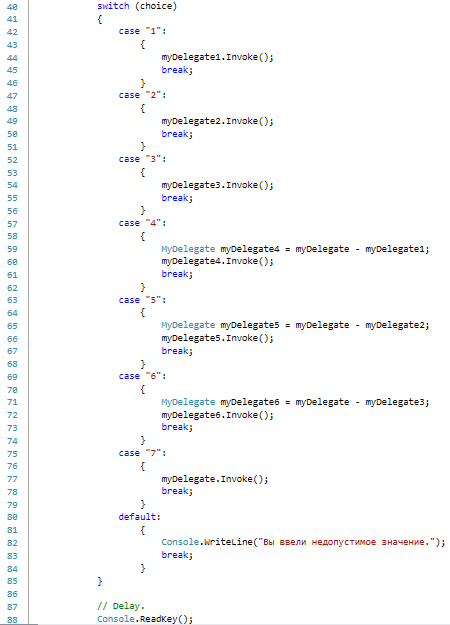 40 switch (choice)
41 {
42 case "1":
43 {
44 myDelegate1.Invoke();
45 break;
46 }
47 case "2":
48 {
49 myDelegate2.Invoke();
50 break;
51 }
52 case "3":
53 {
54 myDelegate3.Invoke();
55 break;
56 }
57 case "4":
58 {
59 MyDelegate myDelegate4 = myDelegate - myDelegate1;
60 myDelegate4.Invoke();
61 break;
62 }
63 case "5":
64 {
65 MyDelegate myDelegate5 = myDelegate - myDelegate2;
66 myDelegate5.Invoke();
67 break;
68 }
69 case "6":
70 {
71 MyDelegate myDelegate6 = myDelegate - myDelegate3;
72 myDelegate6.Invoke();
73 break;
74 }
75 case "7":
76 {
77 myDelegate.Invoke();
78 break;
79 }
80 default:
81 {
82 Console.WriteLine("Вы ввели недопустимое значение.");
83 break;
84 }
85 }
86
87 // Delay.
88 Console.ReadKey();